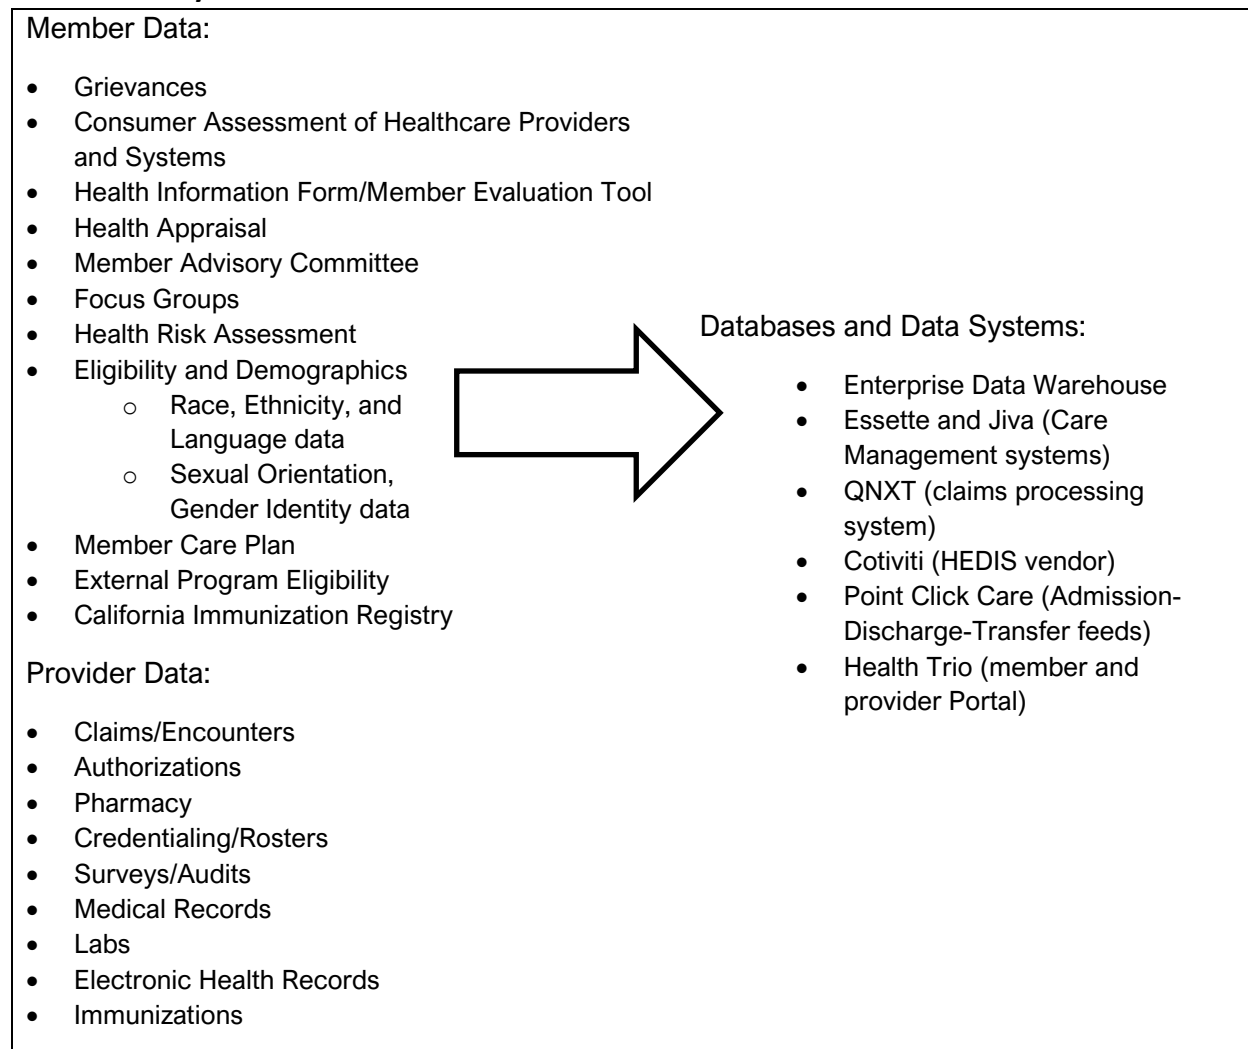 Member Data:
• Grievances
• Consumer Assessment of Healthcare Providers
and Systems
• Health Information Form/Member Evaluation Tool
• Health Appraisal
• Member Advisory Committee
• Focus Groups
• Health Risk Assessment
• Eligibility and Demographics
o Race, Ethnicity, and
Language data
o Sexual Orientation,
Gender Identity data
• Member Care Plan
• External Program Eligibility
• California Immunization Registry
Provider Data:
• Claims/Encounters
• Authorizations
• Pharmacy
• Credentialing/Rosters
• Surveys/Audits
• Medical Records
• Labs
• Electronic Health Records
• Immunizations
Databases and Data Systems:
• Enterprise Data Warehouse
• Essette and Jiva (Care
Management systems)
• QNXT (claims processing
system)
• Cotiviti (HEDIS vendor)
• Point Click Care (Admission-
Discharge-Transfer feeds)
• Health Trio (member and
provider Portal)